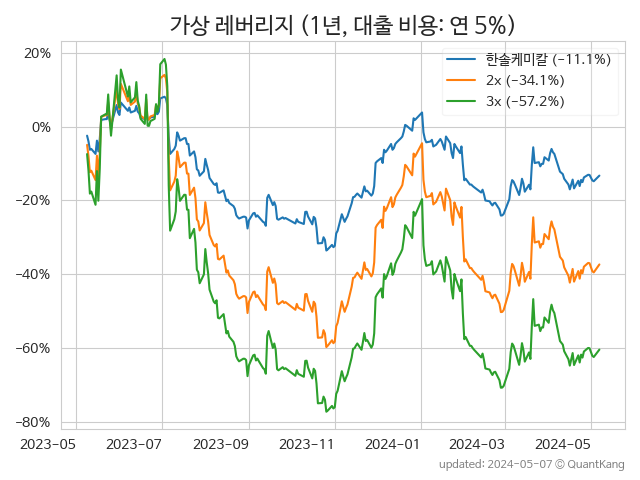 가상 레버리지 (1년, 대출 비용: 연 5%)
한솔케미칼 (−11.1%)
2x (−34.1%)
3x (−57.2%)
20%
0%
−20%
−40%
−60%
−80%
2023−05 2023−07 2023−09 2023−11 2024−01 2024−03 2024−05
updated: 2024-05-07 © QuantKang